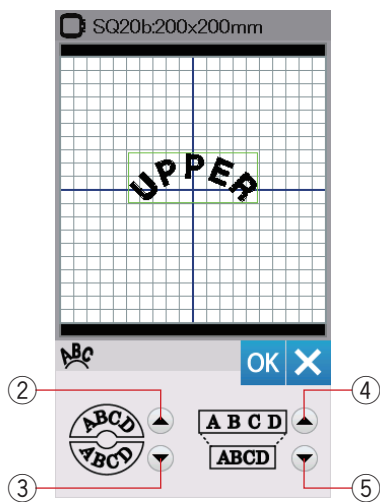 SQ20b:200x200mm
UPPER
ABC
OK
② ④
ABCD A B C D
ABCD ABCD
③ ⑤